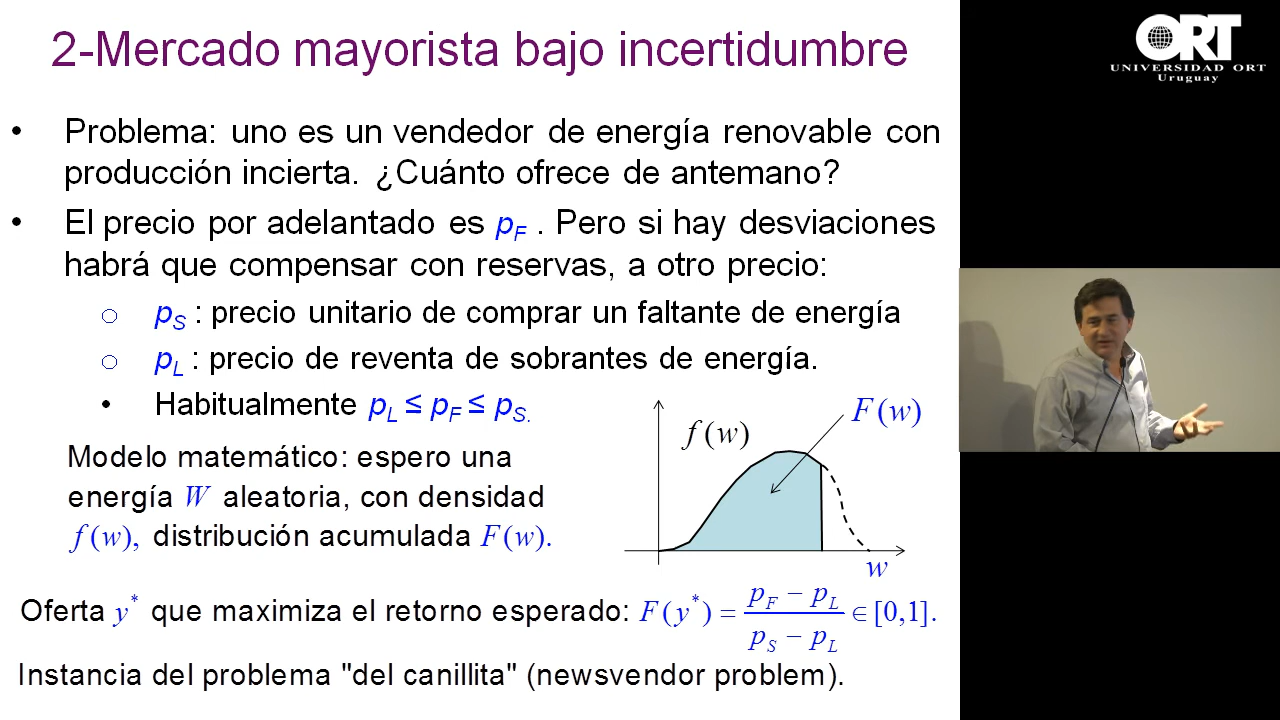 2-Mercado mayorista bajo incertidumbre
ORT
UNIVERSIDAD ORT
Uruguay
• Problema: uno es un vendedor de energía renovable con
producción incierta. ¿Cuánto ofrece de antemano?
• El precio por adelantado es p_F . Pero si hay desviaciones
habrá que compensar con reservas, a otro precio:
o p_S : precio unitario de comprar un faltante de energía
o p_L : precio de reventa de sobrantes de energía.
• Habitualmente p_L ≤ p_F ≤ p_S.
f(w)
F(w)
w
Modelo matemático: espero una
energía W aleatoria, con densidad
f(w), distribución acumulada F(w).
Oferta y* que maximiza el retorno esperado: F(y*) = (p_F − p_L)/(p_S − p_L) ∈ [0,1].
Instancia del problema "del canillita" (newsvendor problem).